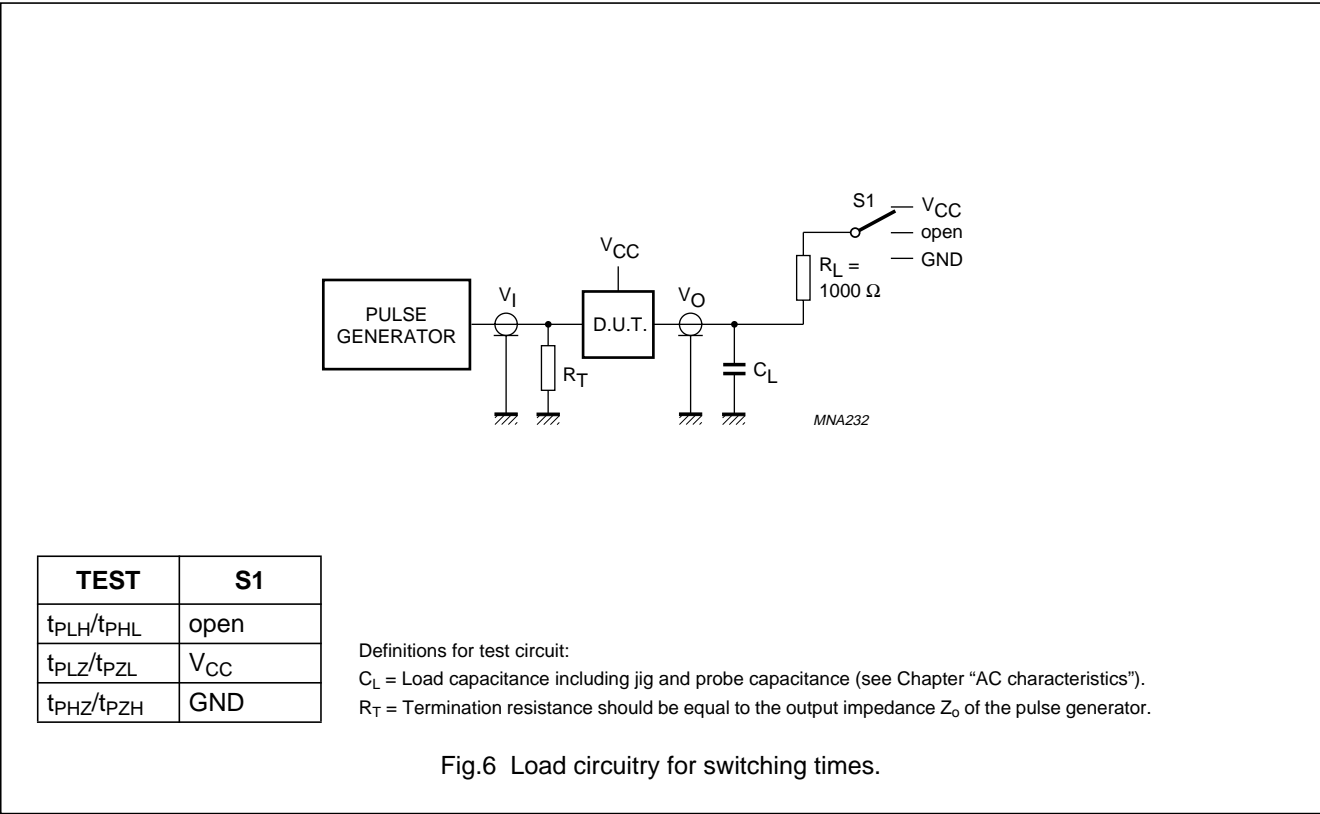 S1
VCC
open
GND
RL =
1000 Ω
VCC
PULSE
GENERATOR
VI
D.U.T.
VO
RT
CL
MNA232
TEST S1
tPLH/tPHL open
tPLZ/tPZL VCC
tPHZ/tPZH GND
Definitions for test circuit:
CL = Load capacitance including jig and probe capacitance (see Chapter “AC characteristics”).
RT = Termination resistance should be equal to the output impedance Zo of the pulse generator.
Fig.6 Load circuitry for switching times.